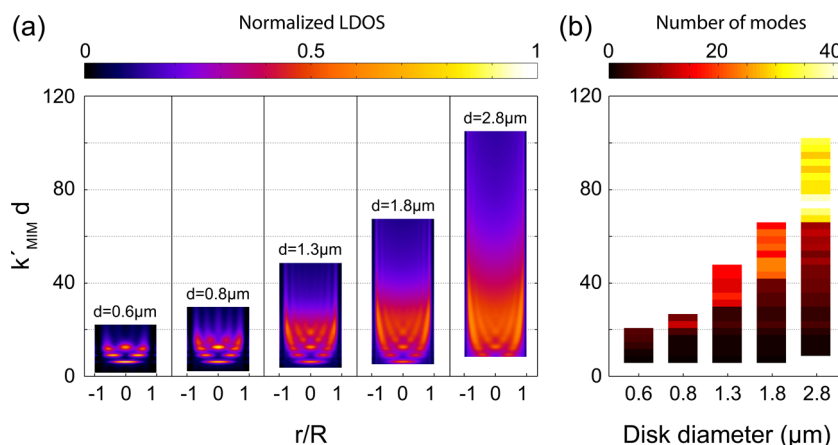 (a)
Normalized LDOS
0 0.5 1
k´MIM d
120
80
40
0
d=0.6µm
d=0.8µm
d=1.3µm
d=1.8µm
d=2.8µm
-1 0 1 -1 0 1 -1 0 1 -1 0 1 -1 0 1
r/R
(b)
Number of modes
0 20 40
120
80
40
0
0.6 0.8 1.3 1.8 2.8
Disk diameter (µm)